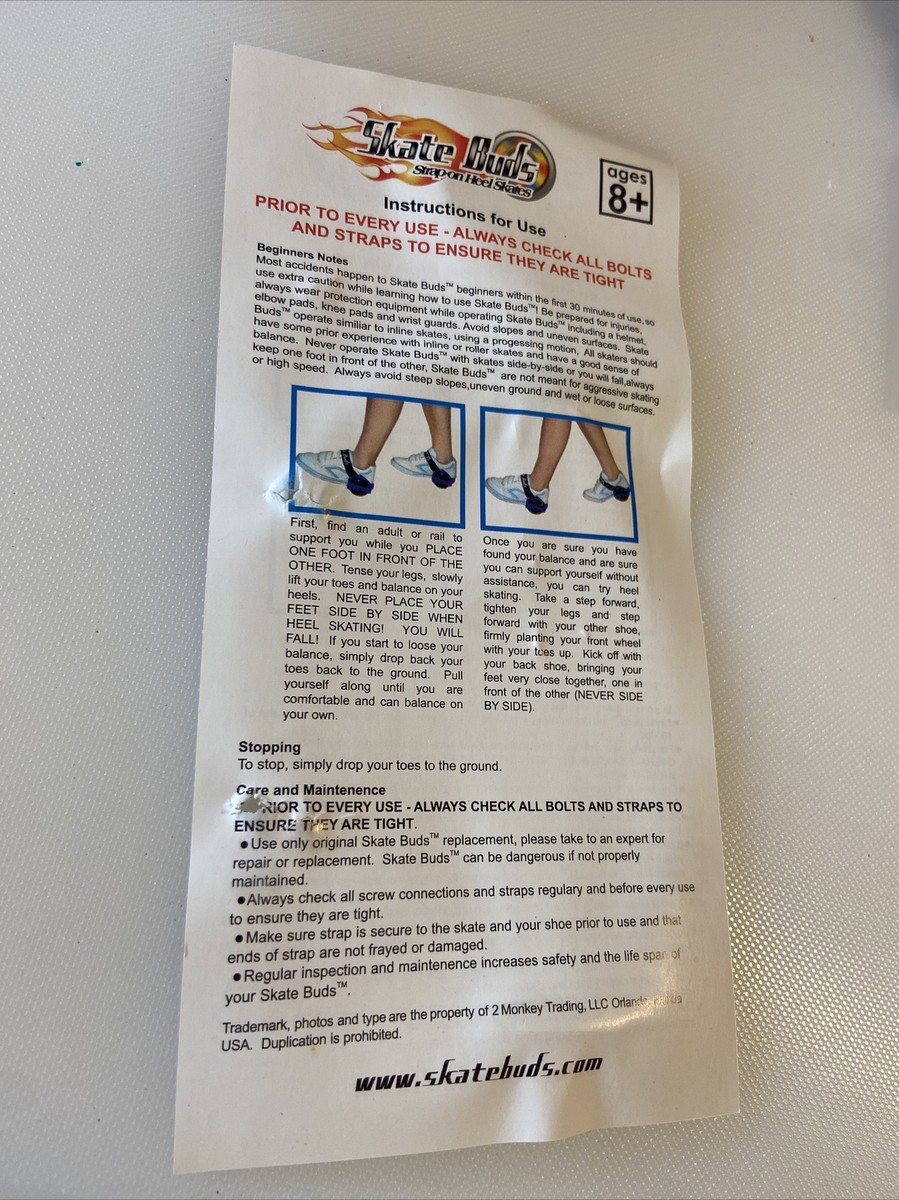 Skate Buds
Strap-on Heel Skates
ages
8+
Instructions for Use
PRIOR TO EVERY USE - ALWAYS CHECK ALL BOLTS
AND STRAPS TO ENSURE THEY ARE TIGHT
Beginners Notes
Most accidents happen to Skate Buds™ beginners within the first 30 minutes of use, so
use extra caution while learning how to use Skate Buds™! Be prepared for injuries,
always wear protection equipment while operating Skate Buds™ including a helmet,
elbow pads, knee pads and wrist guards. Avoid slopes and uneven surfaces. Skate
Buds™ operate similiar to inline skates, using a progessing motion, All skaters should
have some prior experience with inline or roller skates and have a good sense of
balance. Never operate Skate Buds™ with skates side-by-side or you will fall,always
keep one foot in front of the other, Skate Buds™ are not meant for aggressive skating
or high speed. Always avoid steep slopes,uneven ground and wet or loose surfaces.
First, find an adult or rail to
support you while you PLACE
ONE FOOT IN FRONT OF THE
OTHER. Tense your legs, slowly
lift your toes and balance on your
heels. NEVER PLACE YOUR
FEET SIDE BY SIDE WHEN
HEEL SKATING! YOU WILL
FALL! If you start to loose your
balance, simply drop back your
toes back to the ground. Pull
yourself along until you are
comfortable and can balance on
your own.
Once you are sure you have
found your balance and are sure
you can support yourself without
assistance, you can try heel
skating. Take a step forward,
tighten your legs and step
forward with your other shoe,
firmly planting your front wheel
with your toes up. Kick off with
your back shoe, bringing your
feet very close together, one in
front of the other (NEVER SIDE
BY SIDE).
Stopping
To stop, simply drop your toes to the ground.
Care and Maintenence
RIOR TO EVERY USE - ALWAYS CHECK ALL BOLTS AND STRAPS TO
ENSURE THEY ARE TIGHT.
●Use only original Skate Buds™ replacement, please take to an expert for
repair or replacement. Skate Buds™ can be dangerous if not properly
maintained.
●Always check all screw connections and straps regulary and before every use
to ensure they are tight.
●Make sure strap is secure to the skate and your shoe prior to use and that
ends of strap are not frayed or damaged.
●Regular inspection and maintenence increases safety and the life span of
your Skate Buds™.
Trademark, photos and type are the property of 2 Monkey Trading, LLC
USA. Duplication is prohibited.
www.skatebuds.com